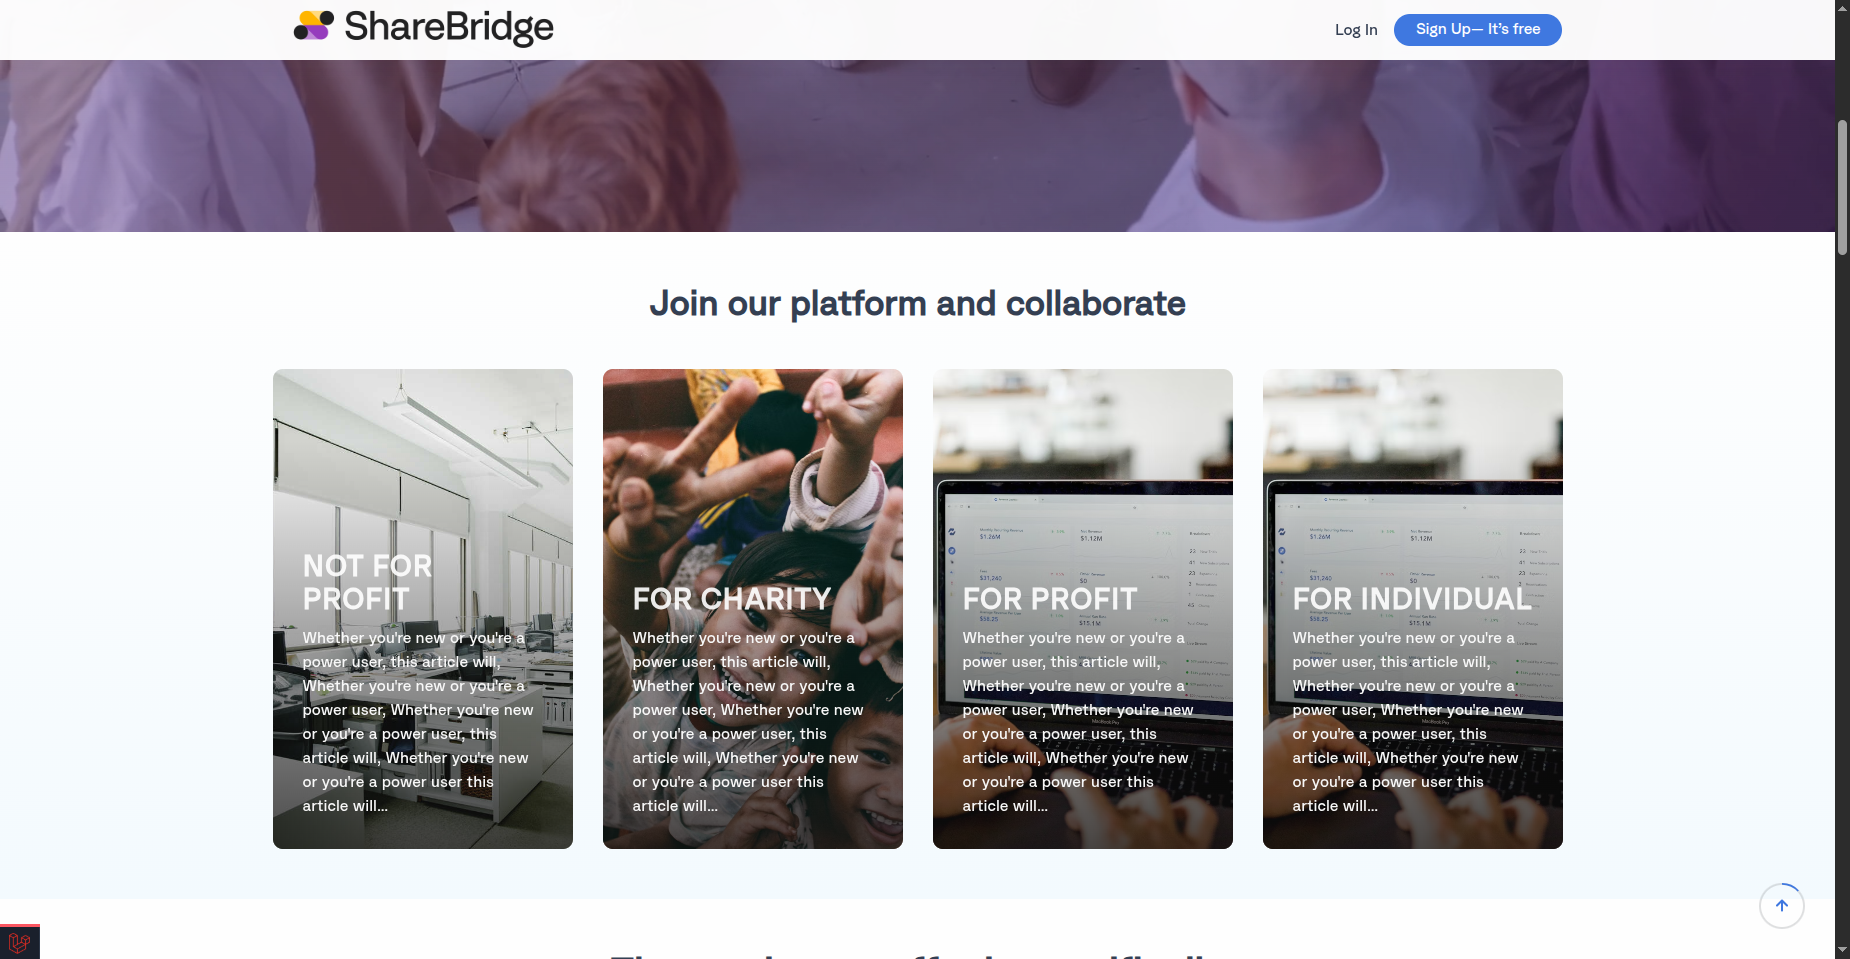 ShareBridge
Log In
Sign Up— It's free
Join our platform and collaborate
NOT FOR
PROFIT
Whether you're new or you're a
power user, this article will,
Whether you're new or you're a
power user, Whether you're new
or you're a power user, this
article will, Whether you're new
or you're a power user this
article will...
FOR CHARITY
Whether you're new or you're a
power user, this article will,
Whether you're new or you're a
power user, Whether you're new
or you're a power user, this
article will, Whether you're new
or you're a power user this
article will...
FOR PROFIT
Whether you're new or you're a
power user, this article will,
Whether you're new or you're a
power user, Whether you're new
or you're a power user, this
article will, Whether you're new
or you're a power user this
article will...
FOR INDIVIDUAL
Whether you're new or you're a
power user, this article will,
Whether you're new or you're a
power user, Whether you're new
or you're a power user, this
article will, Whether you're new
or you're a power user this
article will...